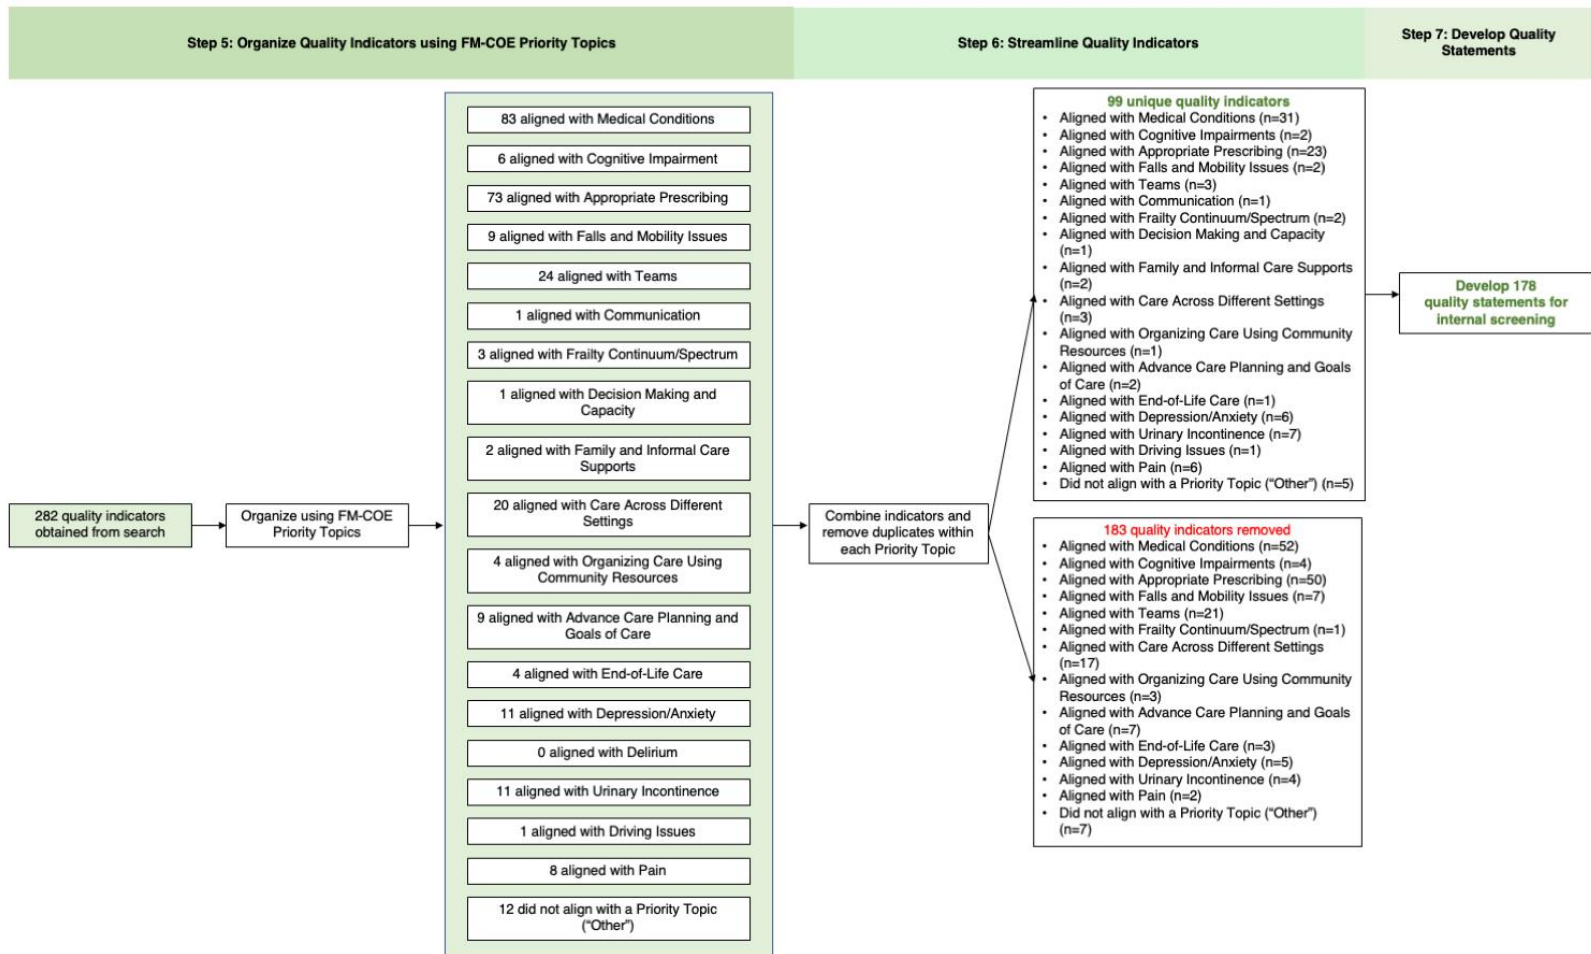 Step 5: Organize Quality Indicators using FM-COE Priority Topics
Step 6: Streamline Quality Indicators
Step 7: Develop Quality
Statements
282 quality indicators
obtained from search
Organize using FM-COE
Priority Topics
83 aligned with Medical Conditions
6 aligned with Cognitive Impairment
73 aligned with Appropriate Prescribing
9 aligned with Falls and Mobility Issues
24 aligned with Teams
1 aligned with Communication
3 aligned with Frailty Continuum/Spectrum
1 aligned with Decision Making and
Capacity
2 aligned with Family and Informal Care
Supports
20 aligned with Care Across Different
Settings
4 aligned with Organizing Care Using
Community Resources
9 aligned with Advance Care Planning and
Goals of Care
4 aligned with End-of-Life Care
11 aligned with Depression/Anxiety
0 aligned with Delirium
11 aligned with Urinary Incontinence
1 aligned with Driving Issues
8 aligned with Pain
12 did not align with a Priority Topic
("Other")
Combine indicators and
remove duplicates within
each Priority Topic
99 unique quality indicators
• Aligned with Medical Conditions (n=31)
• Aligned with Cognitive Impairments (n=2)
• Aligned with Appropriate Prescribing (n=23)
• Aligned with Falls and Mobility Issues (n=2)
• Aligned with Teams (n=3)
• Aligned with Communication (n=1)
• Aligned with Frailty Continuum/Spectrum (n=2)
• Aligned with Decision Making and Capacity
(n=1)
• Aligned with Family and Informal Care Supports
(n=2)
• Aligned with Care Across Different Settings
(n=3)
• Aligned with Organizing Care Using Community
Resources (n=1)
• Aligned with Advance Care Planning and Goals
of Care (n=2)
• Aligned with End-of-Life Care (n=1)
• Aligned with Depression/Anxiety (n=6)
• Aligned with Urinary Incontinence (n=7)
• Aligned with Driving Issues (n=1)
• Aligned with Pain (n=6)
• Did not align with a Priority Topic ("Other") (n=5)
183 quality indicators removed
• Aligned with Medical Conditions (n=52)
• Aligned with Cognitive Impairments (n=4)
• Aligned with Appropriate Prescribing (n=50)
• Aligned with Falls and Mobility Issues (n=7)
• Aligned with Teams (n=21)
• Aligned with Frailty Continuum/Spectrum (n=1)
• Aligned with Care Across Different Settings
(n=17)
• Aligned with Organizing Care Using Community
Resources (n=3)
• Aligned with Advance Care Planning and Goals
of Care (n=7)
• Aligned with End-of-Life Care (n=3)
• Aligned with Depression/Anxiety (n=5)
• Aligned with Urinary Incontinence (n=4)
• Aligned with Pain (n=2)
• Did not align with a Priority Topic ("Other")
(n=7)
Develop 178
quality statements for
internal screening